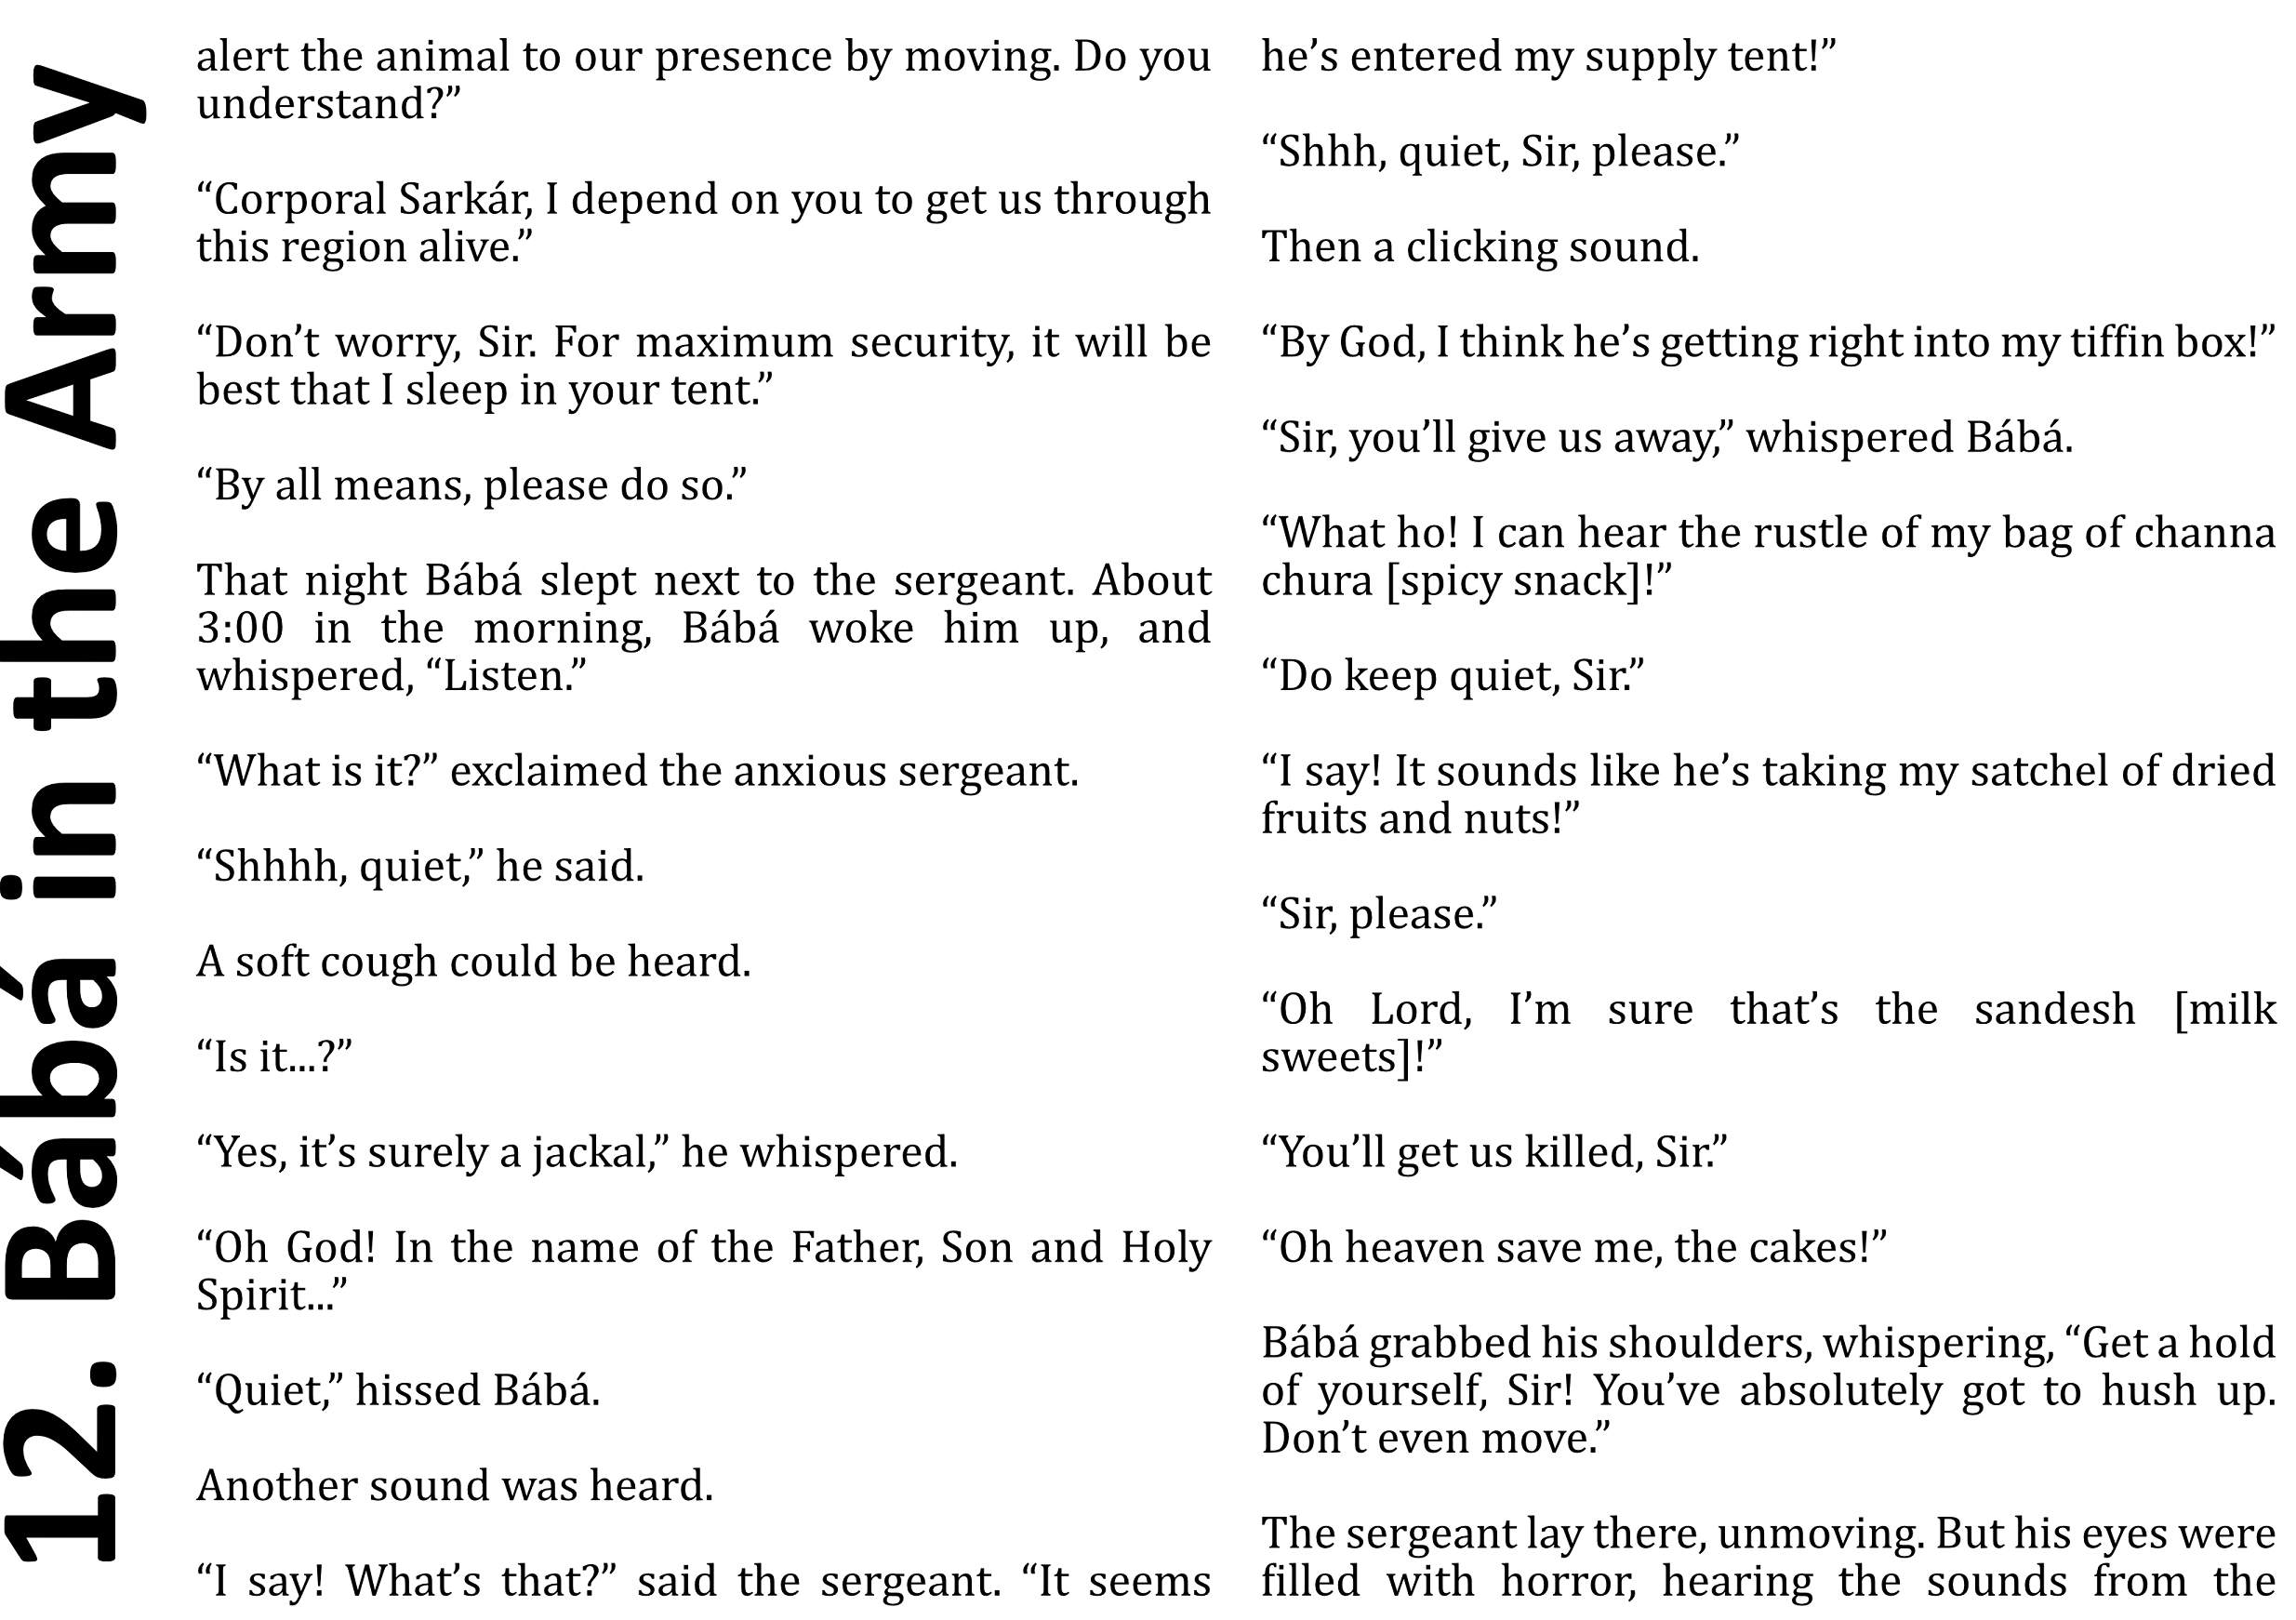 12. Bábá in the Army
alert the animal to our presence by moving. Do you
understand?”
“Corporal Sarkár, I depend on you to get us through
this region alive.”
“Don’t worry, Sir. For maximum security, it will be
best that I sleep in your tent.”
“By all means, please do so.”
That night Bábá slept next to the sergeant. About
3:00 in the morning, Bábá woke him up, and
whispered, “Listen.”
“What is it?” exclaimed the anxious sergeant.
“Shhhh, quiet,” he said.
A soft cough could be heard.
“Is it...?”
“Yes, it’s surely a jackal,” he whispered.
“Oh God! In the name of the Father, Son and Holy
Spirit...”
“Quiet,” hissed Bábá.
Another sound was heard.
“I say! What’s that?” said the sergeant. “It seems
he’s entered my supply tent!”
“Shhh, quiet, Sir, please.”
Then a clicking sound.
“By God, I think he’s getting right into my tiffin box!”
“Sir, you’ll give us away,” whispered Bábá.
“What ho! I can hear the rustle of my bag of channa
chura [spicy snack]!”
“Do keep quiet, Sir.”
“I say! It sounds like he’s taking my satchel of dried
fruits and nuts!”
“Sir, please.”
“Oh Lord, I’m sure that’s the sandesh [milk
sweets]!”
“You’ll get us killed, Sir.”
“Oh heaven save me, the cakes!”
Bábá grabbed his shoulders, whispering, “Get a hold
of yourself, Sir! You’ve absolutely got to hush up.
Don’t even move.”
The sergeant lay there, unmoving. But his eyes were
filled with horror, hearing the sounds from the